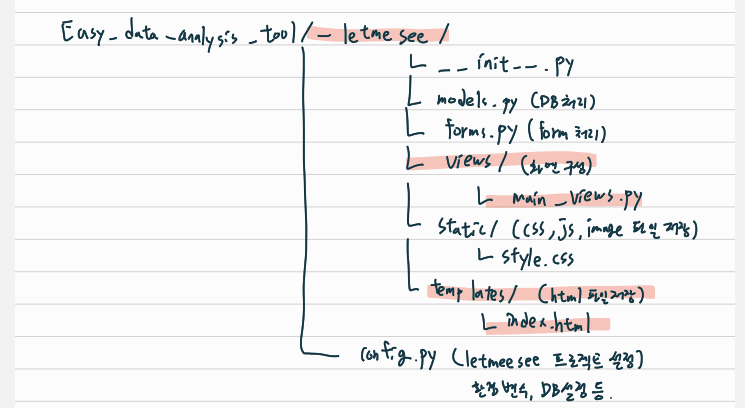 Easy_data_analysis_tool/ - letmesee/
__init__.py
models.py (DB처리)
forms.py (form 처리)
views/ (화면 구성)
main_views.py
static/ (css, js, image 파일 저장)
style.css
templates/ (html 파일저장)
index.html
config.py (letmeesee 프로젝트 설정)
환경변수, DB설정 등.